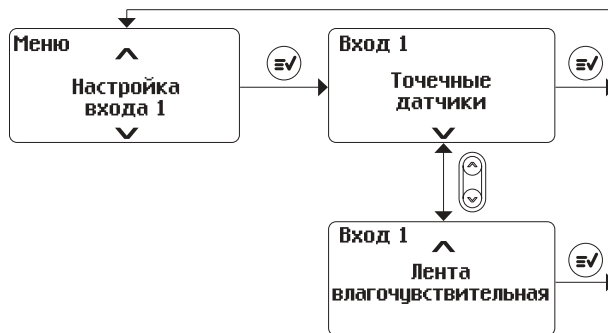 Меню
Настройка
входа 1
Вход 1
Точечные
датчики
Вход 1
Лента
влагочувствительная